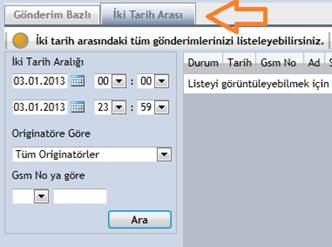 Gönderim Bazlı İki Tarih Arası
İki tarih arasındaki tüm gönderimlerinizi listeleyebilirsiniz.
İki Tarih Aralığı
03.01.2013 00 : 00
03.01.2013 23 : 59
Originatöre Göre
Tüm Originatörler
Gsm No ya göre
Ara
Durum Tarih Gsm No Ad
Listeyi görüntüleyebilmek için